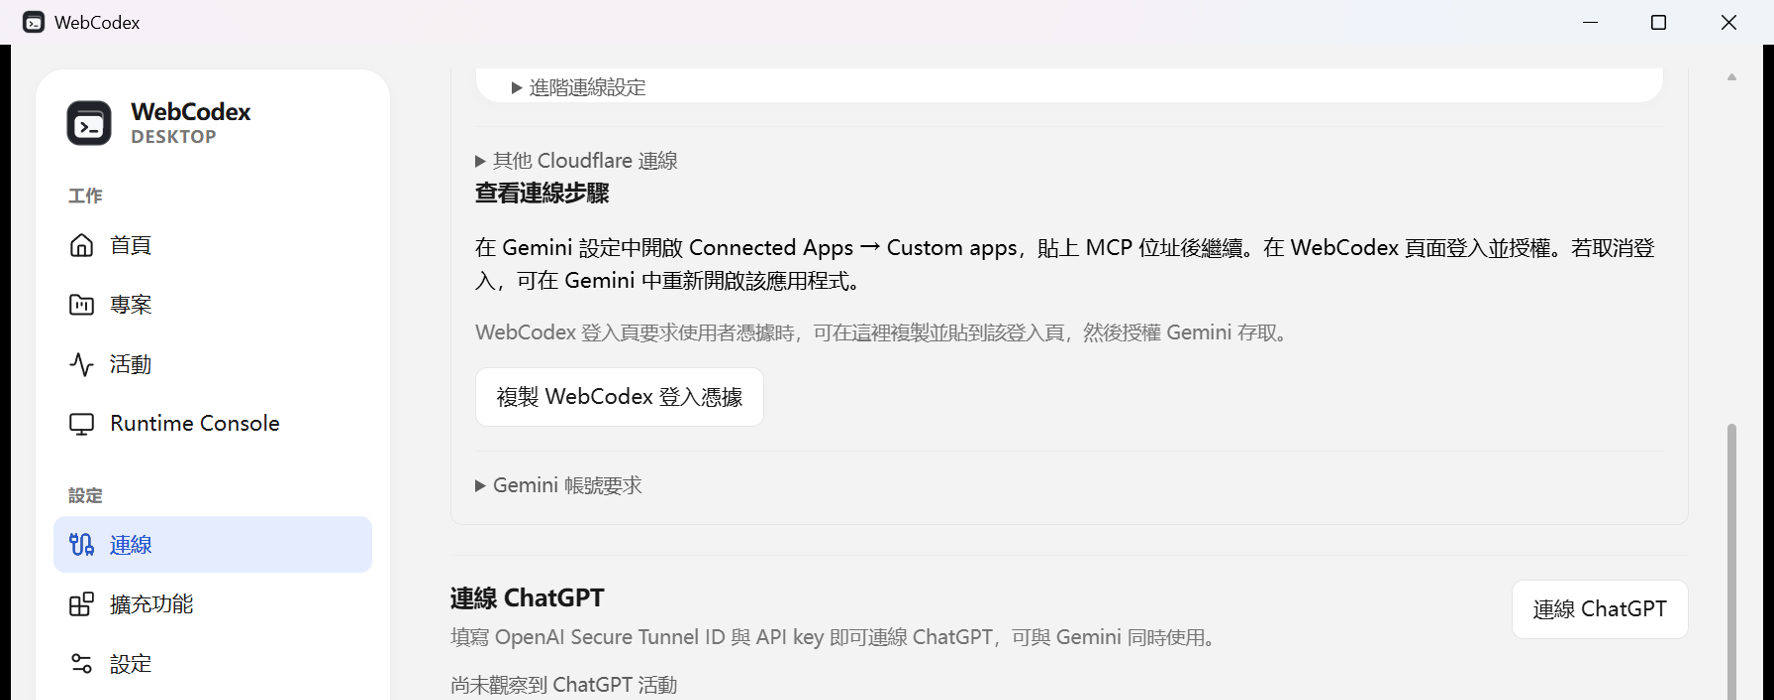 WebCodex
WebCodex
DESKTOP
工作
首頁
專案
活動
Runtime Console
設定
連線
擴充功能
設定
▶ 進階連線設定
▶ 其他 Cloudflare 連線
查看連線步驟
在 Gemini 設定中開啟 Connected Apps → Custom apps，貼上 MCP 位址後繼續。在 WebCodex 頁面登入並授權。若取消登
入，可在 Gemini 中重新開啟該應用程式。
WebCodex 登入頁要求使用者憑據時，可在這裡複製並貼到該登入頁，然後授權 Gemini 存取。
複製 WebCodex 登入憑據
▶ Gemini 帳號要求
連線 ChatGPT
連線 ChatGPT
填寫 OpenAI Secure Tunnel ID 與 API key 即可連線 ChatGPT，可與 Gemini 同時使用。
尚未觀察到 ChatGPT 活動